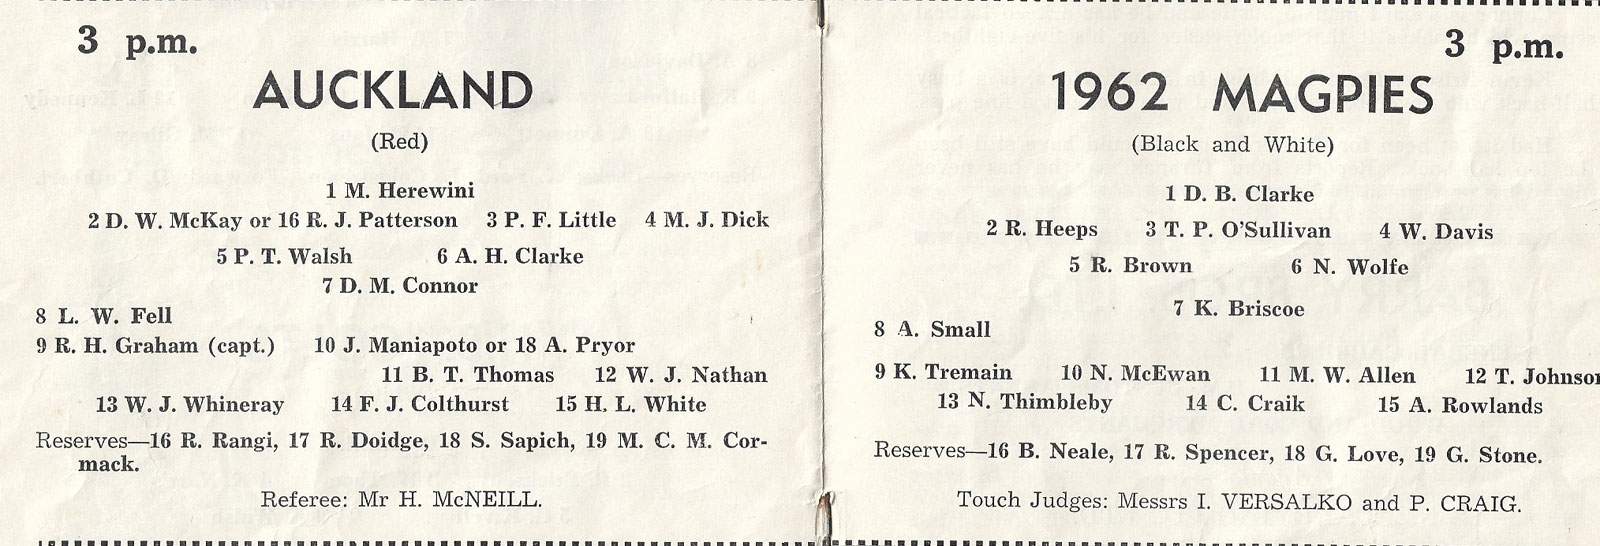 3 p.m.
AUCKLAND
(Red)
1 M. Herewini
2 D. W. McKay or 16 R. J. Patterson 3 P. F. Little 4 M. J. Dick
5 P. T. Walsh 6 A. H. Clarke
7 D. M. Connor
8 L. W. Fell
9 R. H. Graham (capt.) 10 J. Maniapoto or 18 A. Pryor
11 B. T. Thomas 12 W. J. Nathan
13 W. J. Whineray 14 F. J. Colthurst 15 H. L. White
Reserves—16 R. Rangi, 17 R. Doidge, 18 S. Sapich, 19 M. C. M. Cor-
mack.
Referee: Mr H. McNEILL.
3 p.m.
1962 MAGPIES
(Black and White)
1 D. B. Clarke
2 R. Heeps 3 T. P. O'Sullivan 4 W. Davis
5 R. Brown 6 N. Wolfe
7 K. Briscoe
8 A. Small
9 K. Tremain 10 N. McEwan 11 M. W. Allen 12 T. Johnson
13 N. Thimbleby 14 C. Craik 15 A. Rowlands
Reserves—16 B. Neale, 17 R. Spencer, 18 G. Love, 19 G. Stone.
Touch Judges: Messrs I. VERSALKO and P. CRAIG.